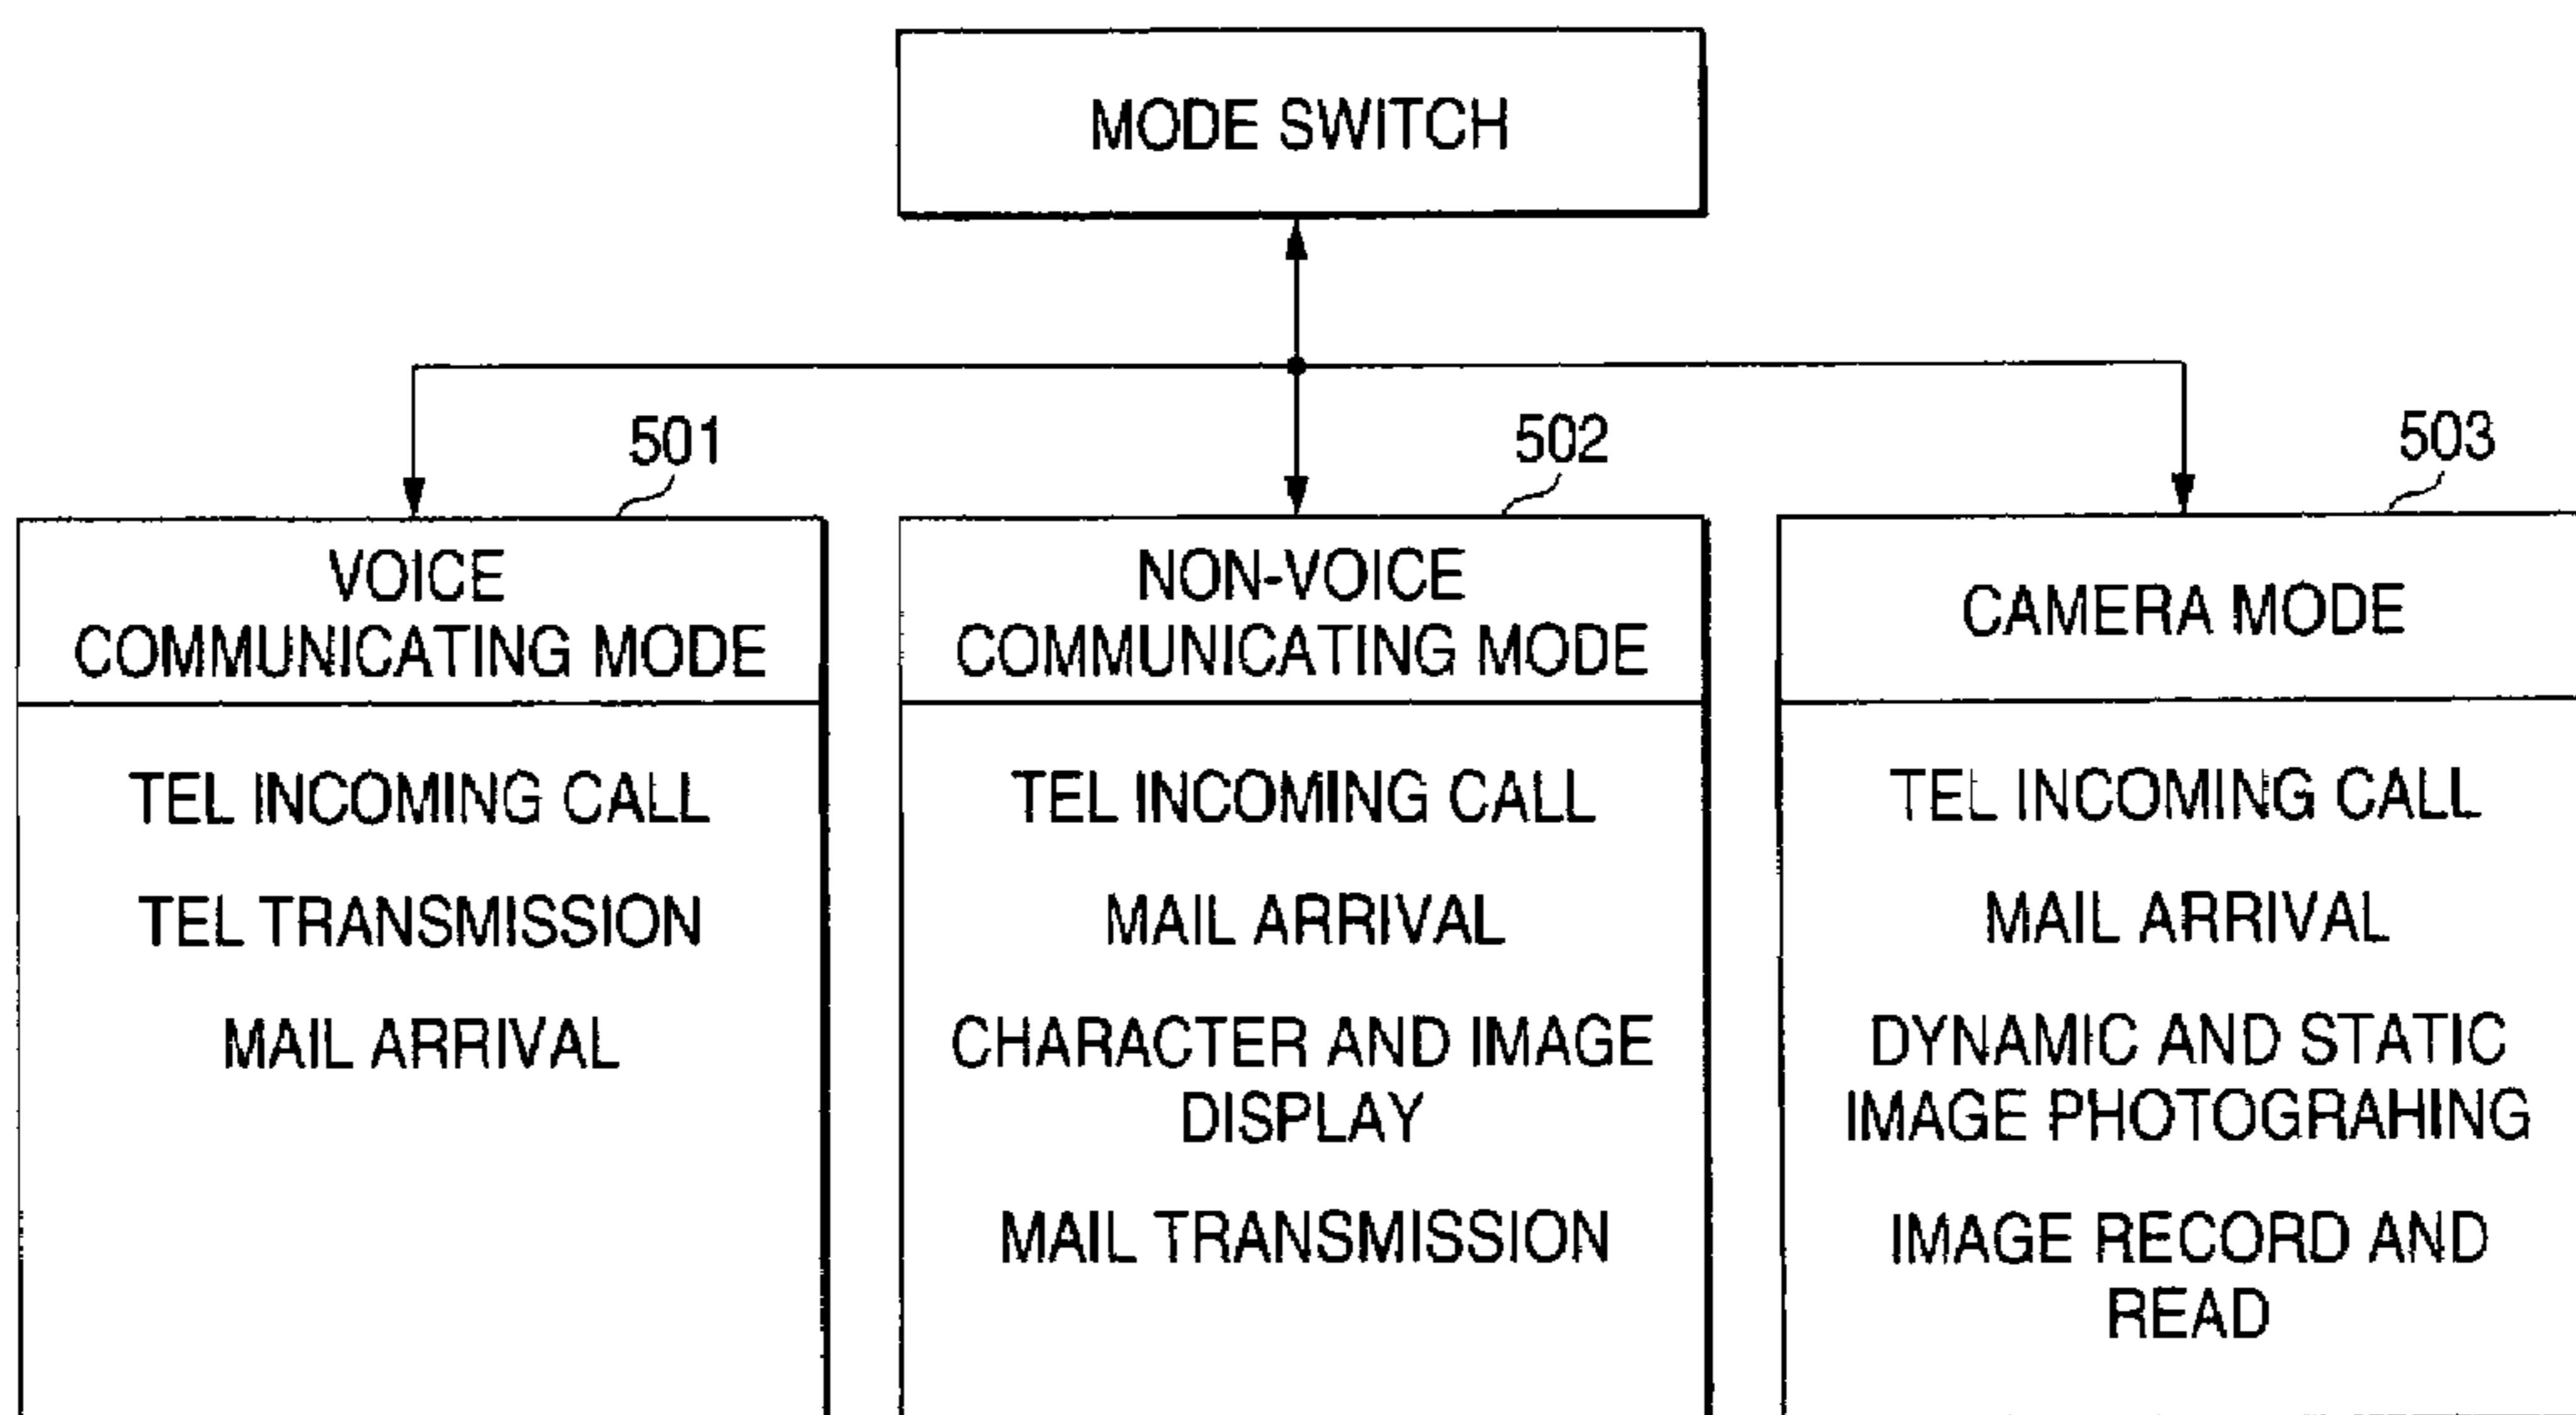 MODE SWITCH
501
502
503
VOICE
COMMUNICATING MODE
TEL INCOMING CALL
TEL TRANSMISSION
MAIL ARRIVAL
NON-VOICE
COMMUNICATING MODE
TEL INCOMING CALL
MAIL ARRIVAL
CHARACTER AND IMAGE
DISPLAY
MAIL TRANSMISSION
CAMERA MODE
TEL INCOMING CALL
MAIL ARRIVAL
DYNAMIC AND STATIC
IMAGE PHOTOGRAHING
IMAGE RECORD AND
READ